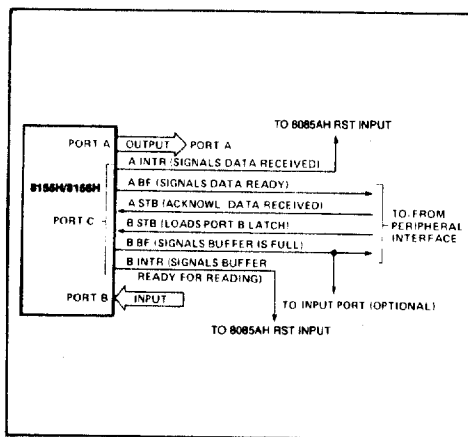 TO 8085AH RST INPUT
PORT A
OUTPUT
PORT A
A INTR (SIGNALS DATA RECEIVED)
8155H/8156H
A BF (SIGNALS DATA READY)
A STB (ACKNOWL. DATA RECEIVED)
PORT C
B STB (LOADS PORT B LATCH)
TO/FROM
PERIPHERAL
INTERFACE
B BF (SIGNALS BUFFER IS FULL)
B INTR (SIGNALS BUFFER
READY FOR READING)
PORT B
INPUT
TO INPUT PORT (OPTIONAL)
TO 8085AH RST INPUT